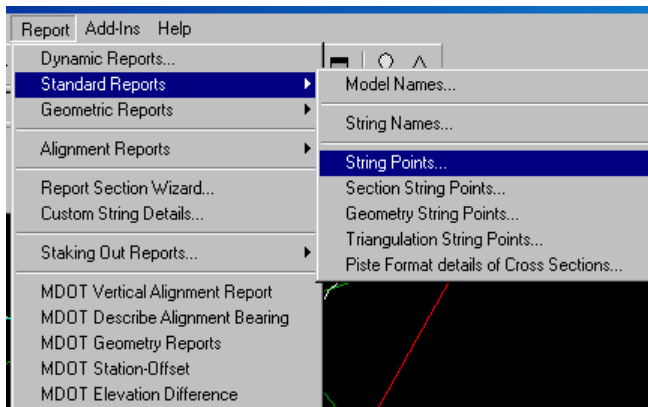 Report Add-Ins Help
Dynamic Reports...
Standard Reports
Geometric Reports
Alignment Reports
Report Section Wizard...
Custom String Details...
Staking Out Reports...
MDOT Vertical Alignment Report
MDOT Describe Alignment Bearing
MDOT Geometry Reports
MDOT Station-Offset
MDOT Elevation Difference
Model Names...
String Names...
String Points...
Section String Points...
Geometry String Points...
Triangulation String Points...
Piste Format details of Cross Sections...